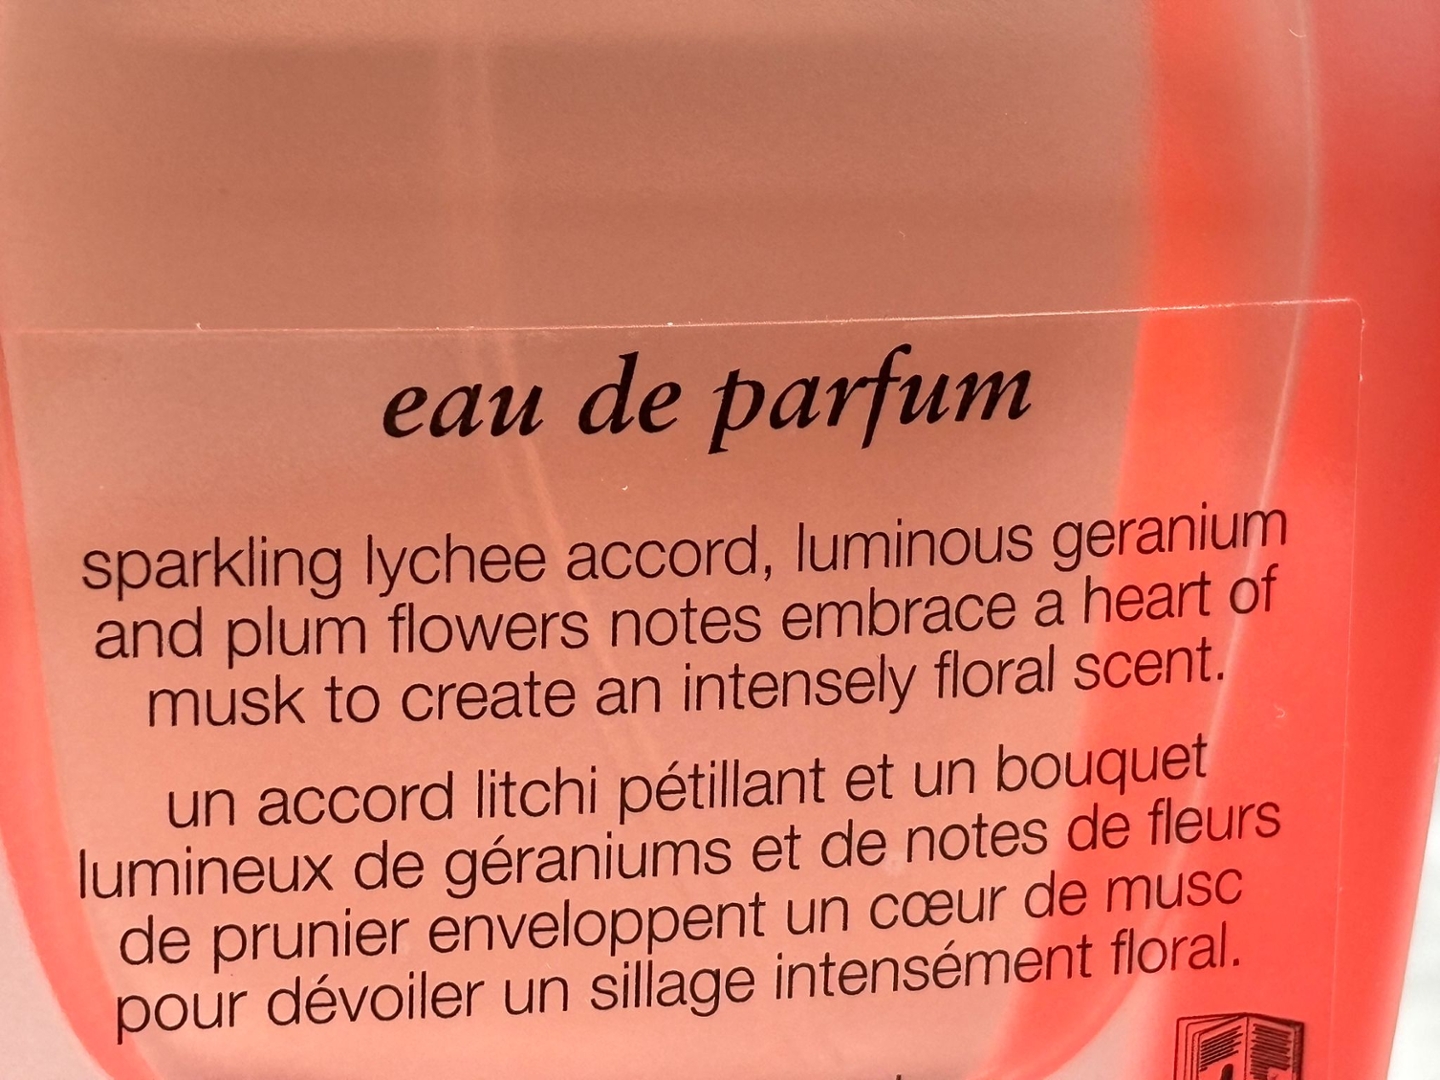 eau de parfum
sparkling lychee accord, luminous geranium
and plum flowers notes embrace a heart of
musk to create an intensely floral scent.
un accord litchi pétillant et un bouquet
lumineux de géraniums et de notes de fleurs
de prunier enveloppent un cœur de musc
pour dévoiler un sillage intensément floral.